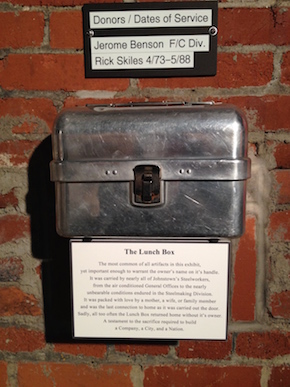 Donors / Dates of Service
Jerome Benson F/C Div.
Rick Skiles 4/73-5/88
The Lunch Box
The most common of all artifacts in this exhibit,
yet important enough to warrant the owner's name on it's handle.
It was carried by nearly all of Johnstown's Steelworkers,
from the air conditioned General Offices to the nearly
unbearable conditions endured in the Steelmaking Division.
It was packed with love by a mother, a wife, or family member
and was the last connection to home as it was carried out the door.
Sadly, all too often the Lunch Box returned home without it's owner.
A testament to the sacrifice required to build
a Company, a City, and a Nation.